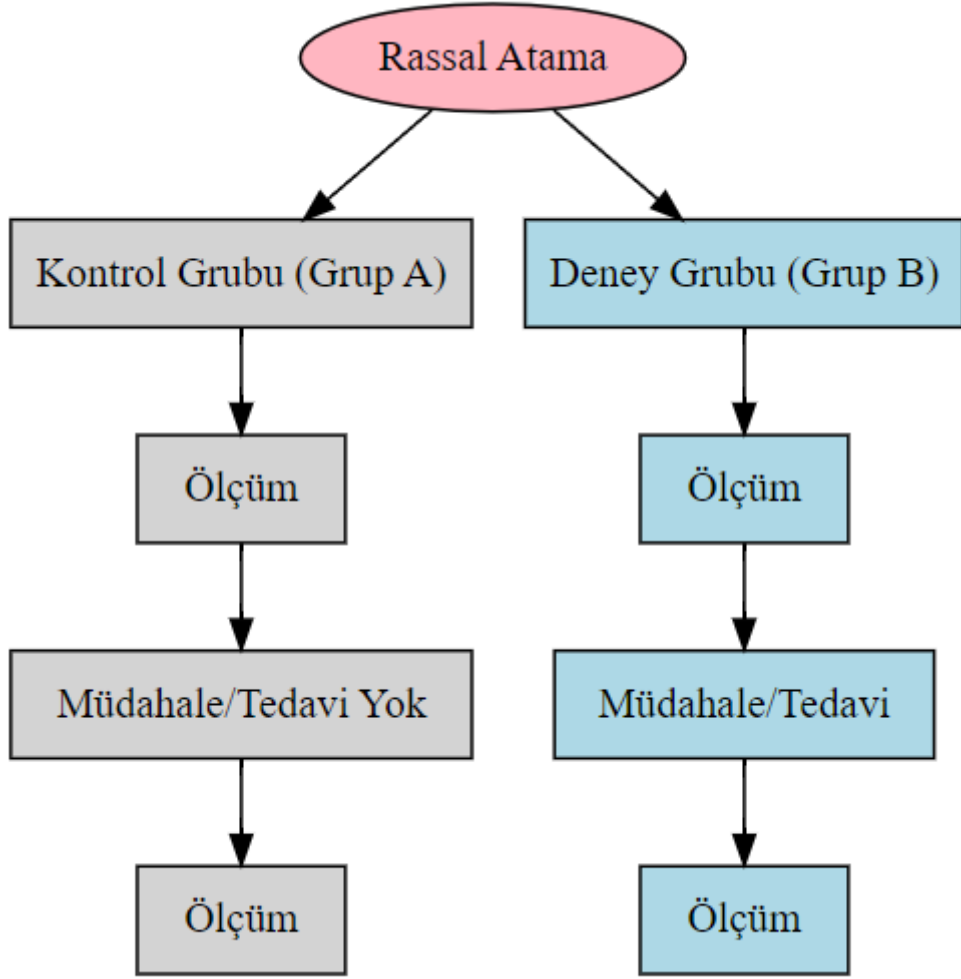 Rassal Atama
Kontrol Grubu (Grup A)
Deney Grubu (Grup B)
Ölçüm
Ölçüm
Müdahale/Tedavi Yok
Müdahale/Tedavi
Ölçüm
Ölçüm